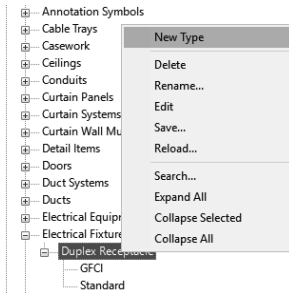 Annotation Symbols
Cable Trays
Casework
Ceilings
Conduits
Curtain Panels
Curtain Systems
Curtain Wall Mu
Detail Items
Doors
Duct Systems
Ducts
Electrical Equipr
Electrical Fixture
Duplex Receptacle
GFCI
Standard
New Type
Delete
Rename...
Edit
Save...
Reload...
Search...
Expand All
Collapse Selected
Collapse All